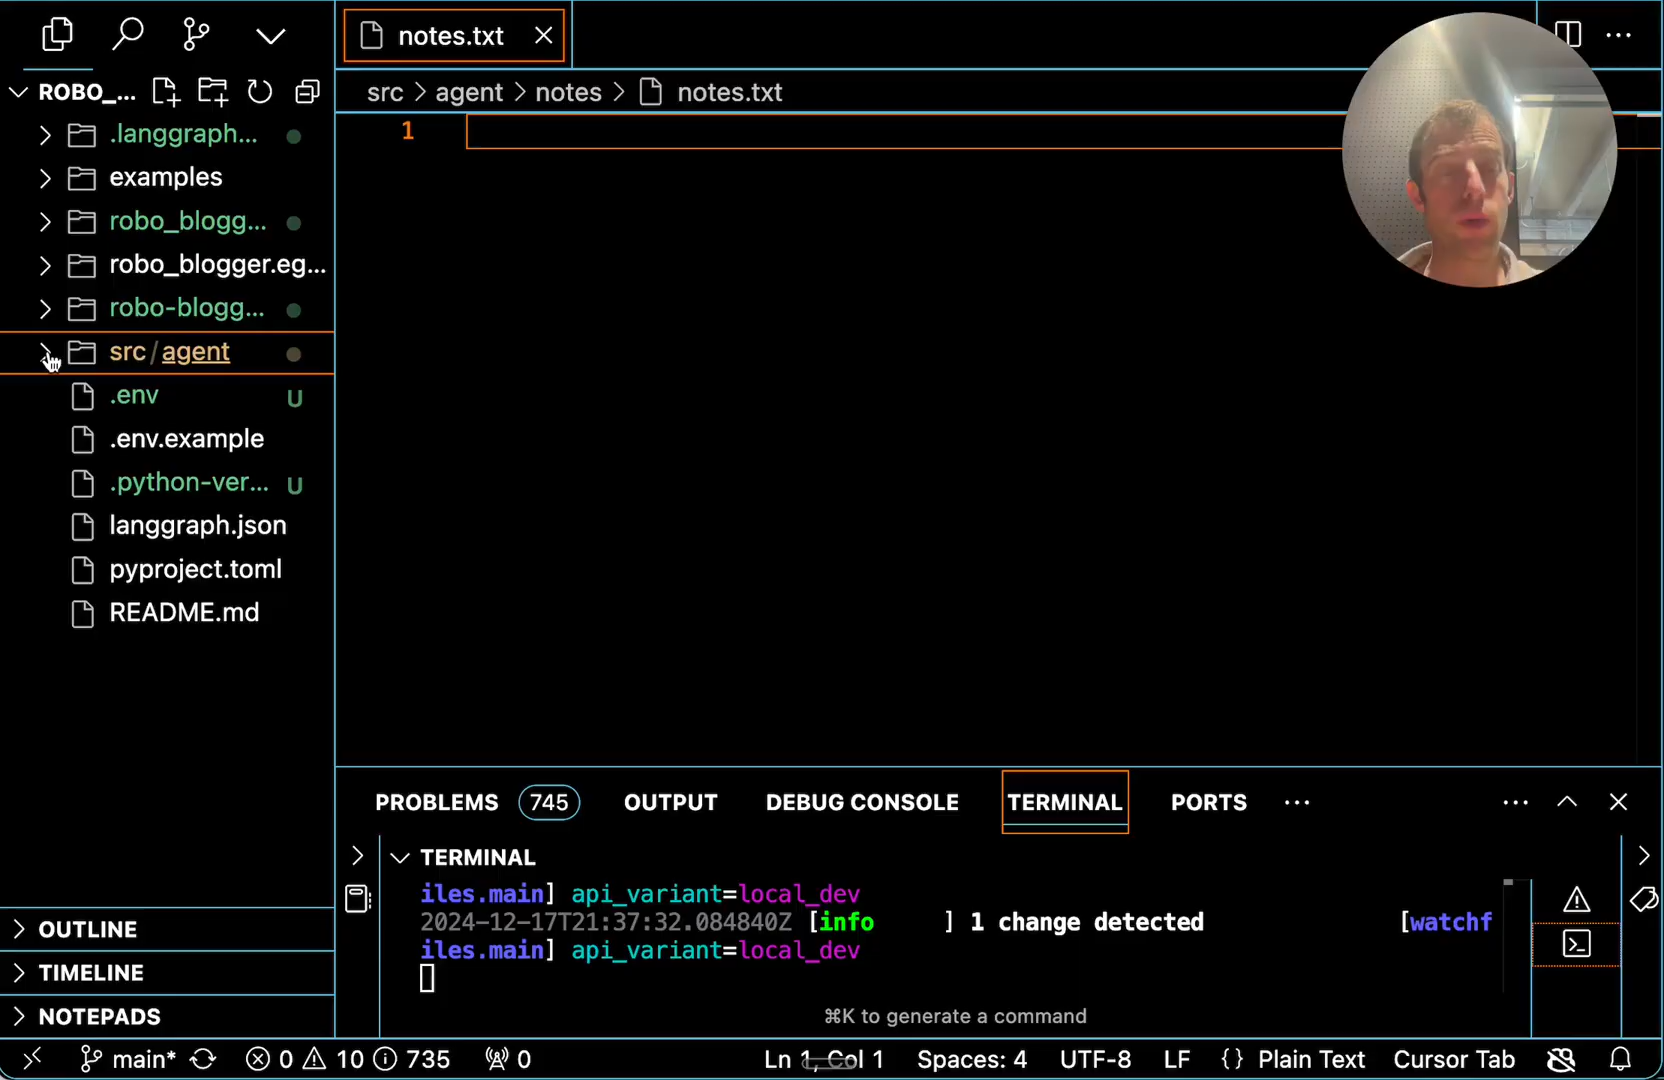 notes.txt
ROBO_...
src > agent > notes > notes.txt
1
.langgraph...
examples
robo_blogg...
robo_blogger.eg...
robo-blogg...
src/agent
.env U
.env.example
.python-ver... U
langgraph.json
pyproject.toml
README.md
OUTLINE
TIMELINE
NOTEPADS
PROBLEMS 745 OUTPUT DEBUG CONSOLE TERMINAL PORTS ...
TERMINAL
iles.main] api_variant=local_dev
2024-12-17T21:37:32.084840Z [info ] 1 change detected [watchf
iles.main] api_variant=local_dev
⌘K to generate a command
main* 0 10 735 0 Ln 1, Col 1 Spaces: 4 UTF-8 LF {} Plain Text Cursor Tab